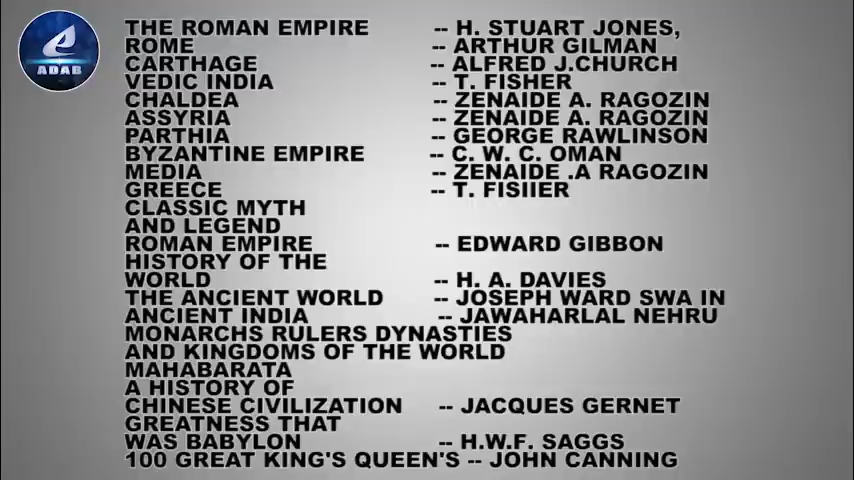 e
ADAB
THE ROMAN EMPIRE -- H. STUART JONES,
ROME -- ARTHUR GILMAN
CARTHAGE -- ALFRED J.CHURCH
VEDIC INDIA -- T. FISHER
CHALDEA -- ZENAIDE A. RAGOZIN
ASSYRIA -- ZENAIDE A. RAGOZIN
PARTHIA -- GEORGE RAWLINSON
BYZANTINE EMPIRE -- C. W. C. OMAN
MEDIA -- ZENAIDE .A RAGOZIN
GREECE -- T. FISIIER
CLASSIC MYTH
AND LEGEND
ROMAN EMPIRE -- EDWARD GIBBON
HISTORY OF THE
WORLD -- H. A. DAVIES
THE ANCIENT WORLD -- JOSEPH WARD SWA IN
ANCIENT INDIA -- JAWAHARLAL NEHRU
MONARCHS RULERS DYNASTIES
AND KINGDOMS OF THE WORLD
MAHABARATA
A HISTORY OF
CHINESE CIVILIZATION -- JACQUES GERNET
GREATNESS THAT
WAS BABYLON -- H.W.F. SAGGS
100 GREAT KING'S QUEEN'S -- JOHN CANNING